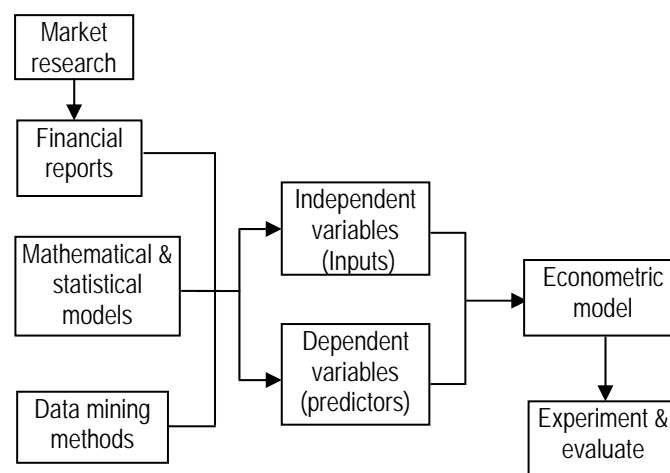 Market
research
Financial
reports
Mathematical &
statistical
models
Data mining
methods
Independent
variables
(Inputs)
Dependent
variables
(predictors)
Econometric
model
Experiment &
evaluate